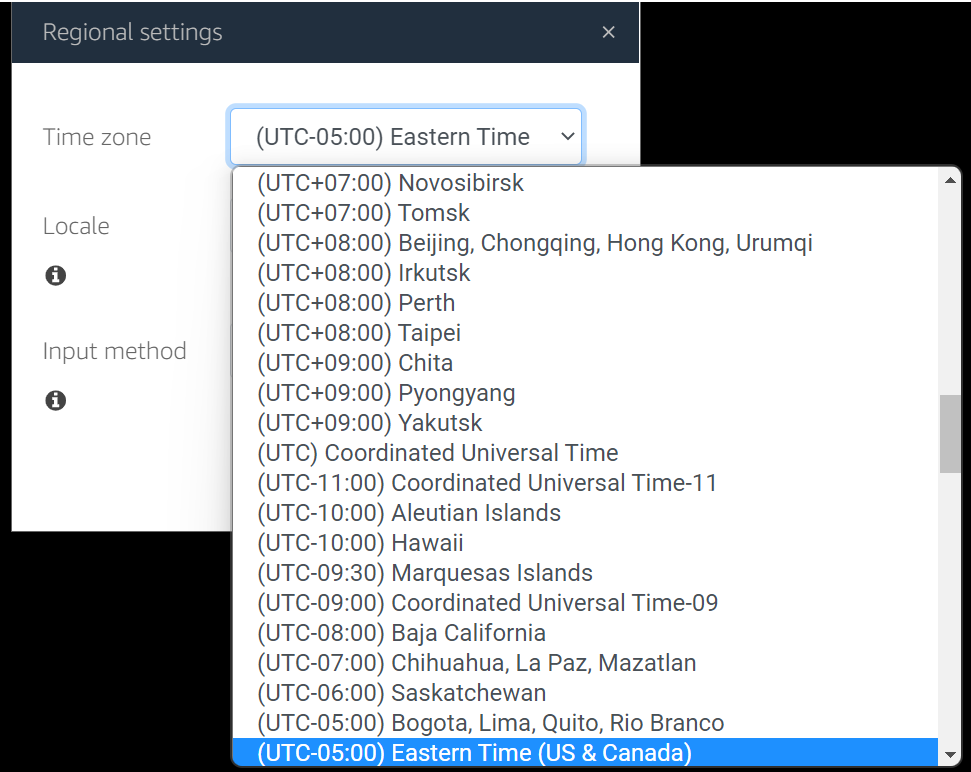 Regional settings
×
Time zone
(UTC-05:00) Eastern Time
(UTC+07:00) Novosibirsk
(UTC+07:00) Tomsk
Locale
(UTC+08:00) Beijing, Chongqing, Hong Kong, Urumqi
(UTC+08:00) Irkutsk
(UTC+08:00) Perth
(UTC+08:00) Taipei
Input method
(UTC+09:00) Chita
(UTC+09:00) Pyongyang
(UTC+09:00) Yakutsk
(UTC) Coordinated Universal Time
(UTC-11:00) Coordinated Universal Time-11
(UTC-10:00) Aleutian Islands
(UTC-10:00) Hawaii
(UTC-09:30) Marquesas Islands
(UTC-09:00) Coordinated Universal Time-09
(UTC-08:00) Baja California
(UTC-07:00) Chihuahua, La Paz, Mazatlan
(UTC-06:00) Saskatchewan
(UTC-05:00) Bogota, Lima, Quito, Rio Branco
(UTC-05:00) Eastern Time (US & Canada)